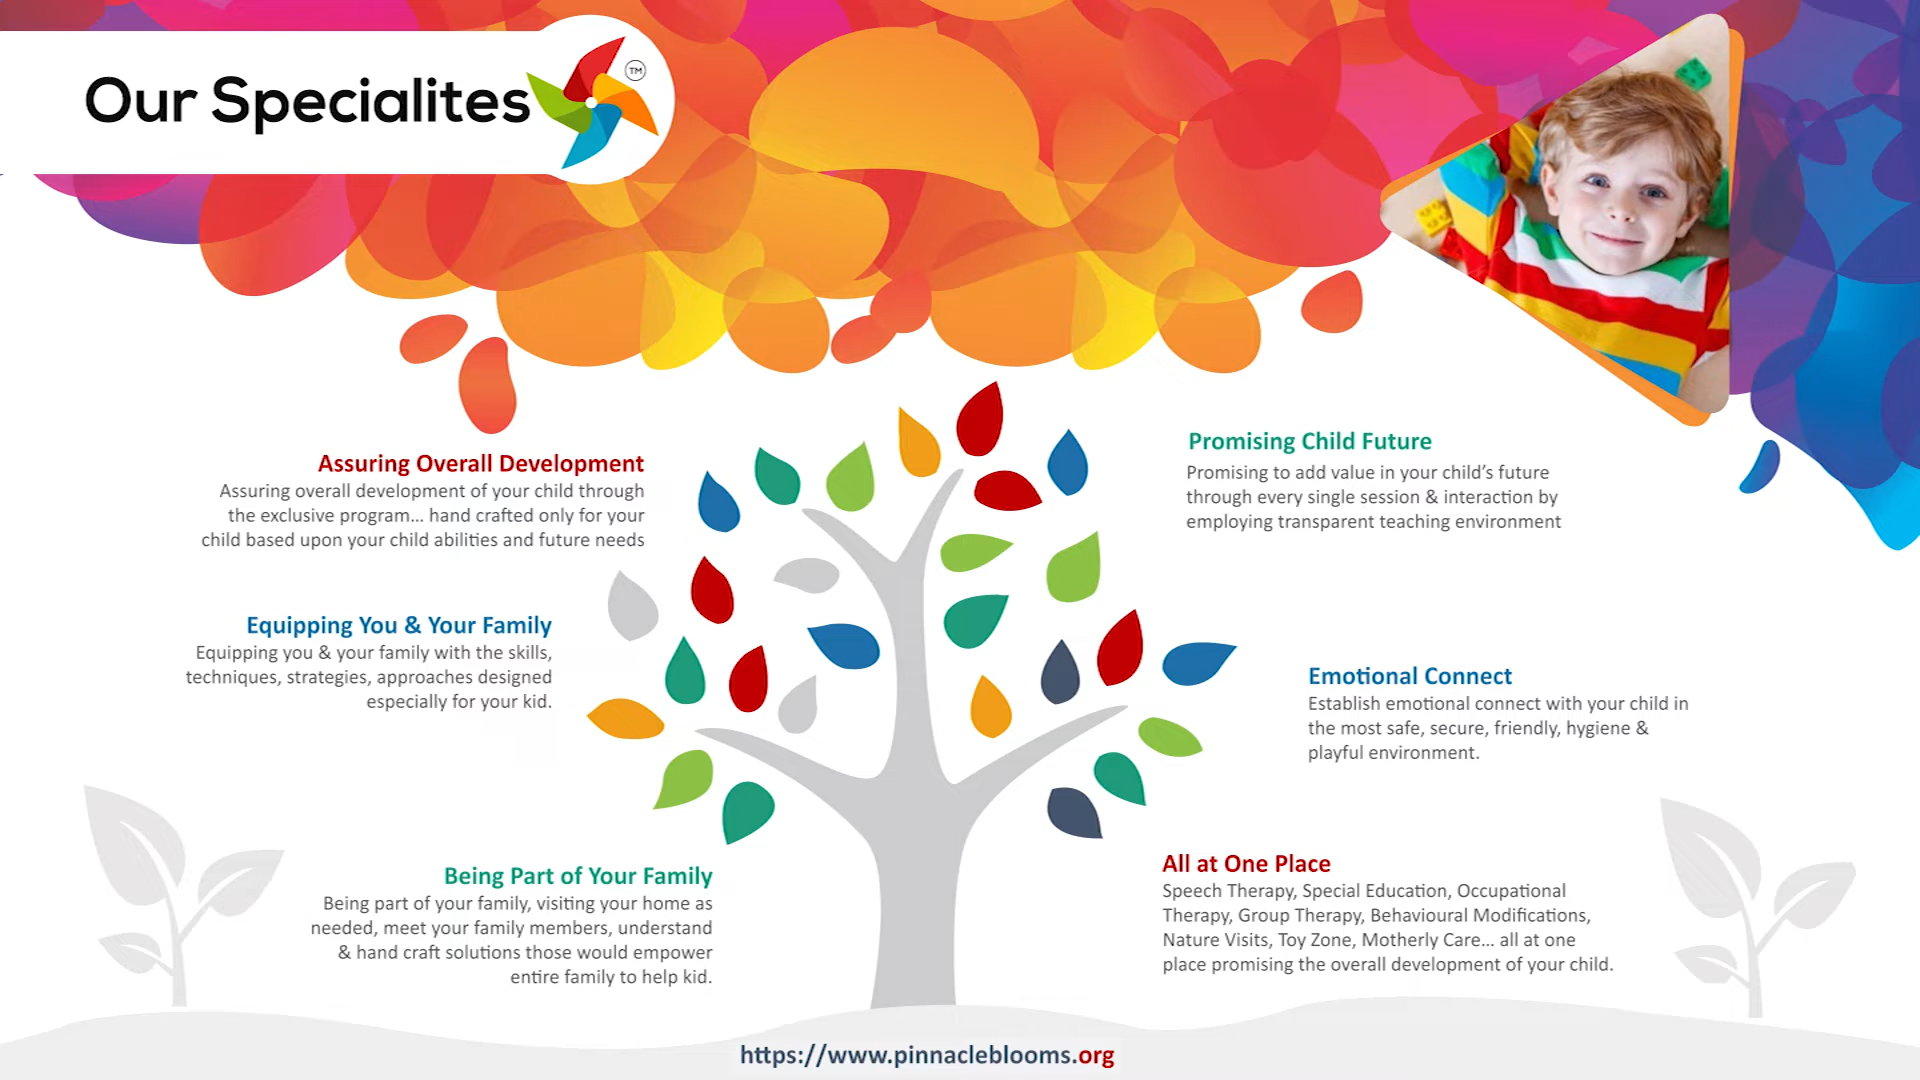 Our Specialites
TM
Assuring Overall Development
Assuring overall development of your child through
the exclusive program... hand crafted only for your
child based upon your child abilities and future needs
Equipping You & Your Family
Equipping you & your family with the skills,
techniques, strategies, approaches designed
especially for your kid.
Being Part of Your Family
Being part of your family, visiting your home as
needed, meet your family members, understand
& hand craft solutions those would empower
entire family to help kid.
Promising Child Future
Promising to add value in your child’s future
through every single session & interaction by
employing transparent teaching environment
Emotional Connect
Establish emotional connect with your child in
the most safe, secure, friendly, hygiene &
playful environment.
All at One Place
Speech Therapy, Special Education, Occupational
Therapy, Group Therapy, Behavioural Modifications,
Nature Visits, Toy Zone, Motherly Care... all at one
place promising the overall development of your child.
https://www.pinnacleblooms.org